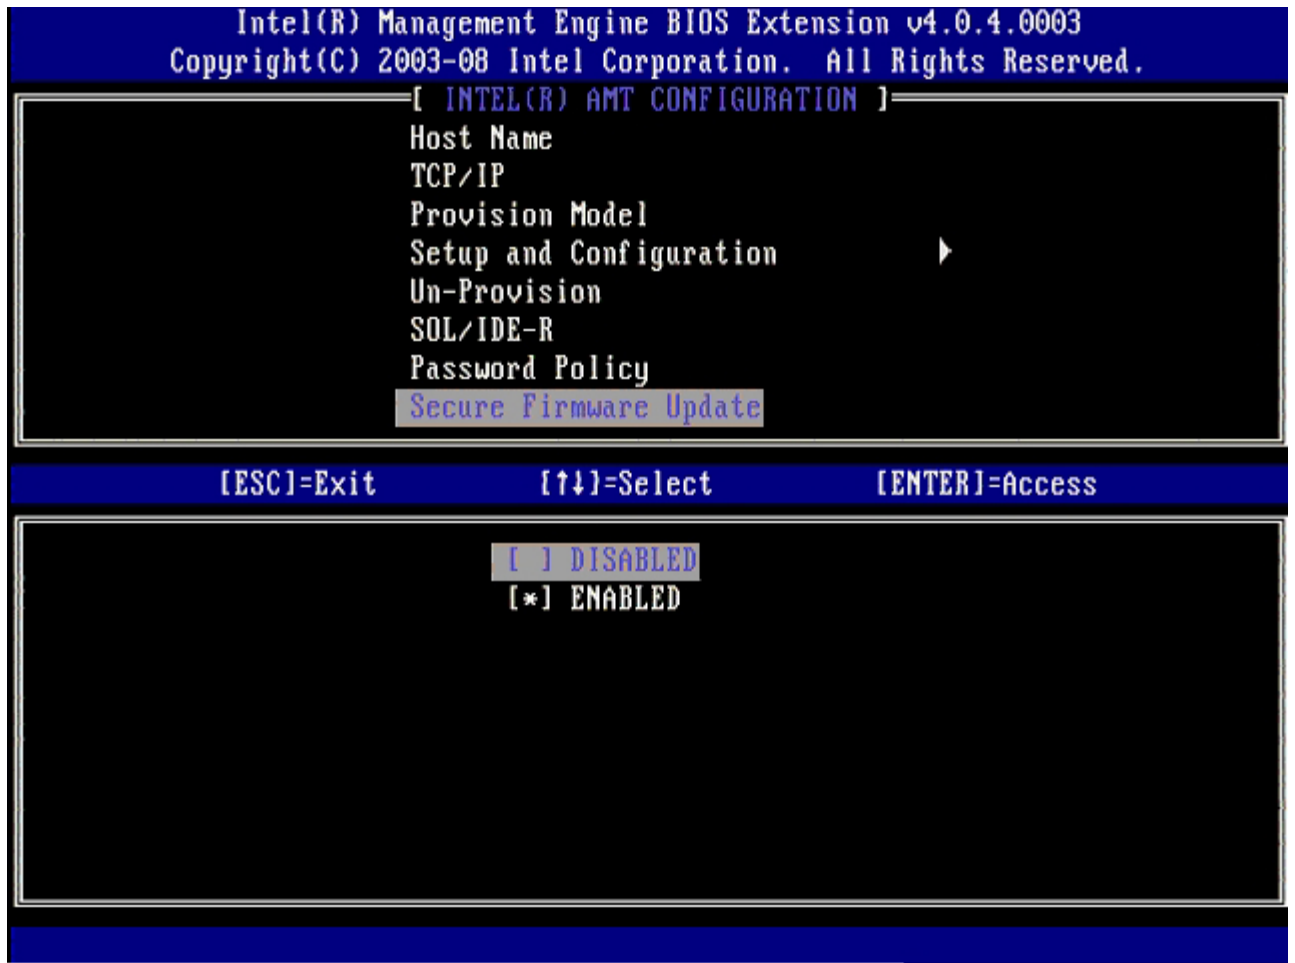 Intel(R) Management Engine BIOS Extension v4.0.4.0003
Copyright(C) 2003-08 Intel Corporation. All Rights Reserved.
[ INTEL(R) AMT CONFIGURATION ]
Host Name
TCP/IP
Provision Model
Setup and Configuration ►
Un-Provision
SOL/IDE-R
Password Policy
Secure Firmware Update
[ESC]=Exit [↑↓]=Select [ENTER]=Access
[ ] DISABLED
[*] ENABLED